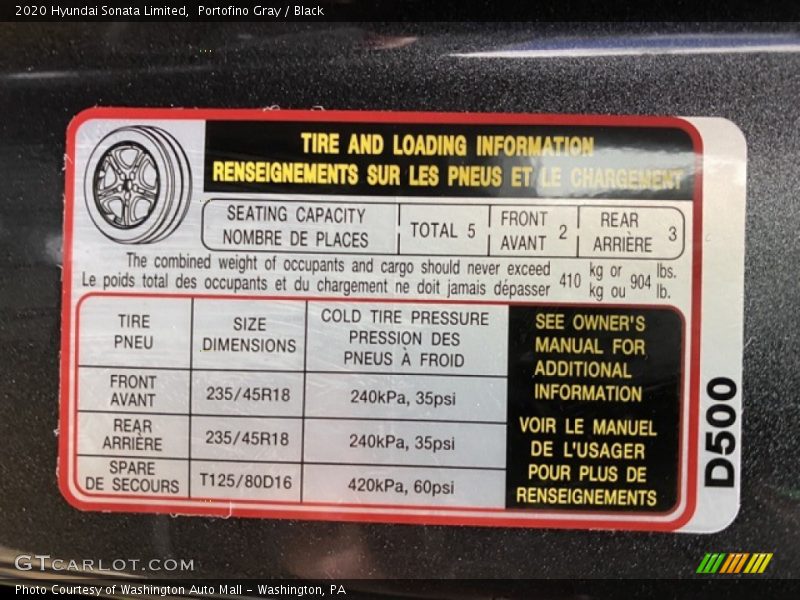 2020 Hyundai Sonata Limited, Portofino Gray / Black
TIRE AND LOADING INFORMATION
RENSEIGNEMENTS SUR LES PNEUS ET LE CHARGEMENT
SEATING CAPACITY
NOMBRE DE PLACES
TOTAL 5
FRONT
AVANT 2
REAR
ARRIÈRE 3
The combined weight of occupants and cargo should never exceed
Le poids total des occupants et du chargement ne doit jamais dépasser
410 kg or
kg ou
904 lbs.
lb.
TIRE
PNEU
SIZE
DIMENSIONS
COLD TIRE PRESSURE
PRESSION DES
PNEUS À FROID
FRONT
AVANT
235/45R18
240kPa, 35psi
REAR
ARRIÈRE
235/45R18
240kPa, 35psi
SPARE
DE SECOURS
T125/80D16
420kPa, 60psi
SEE OWNER'S
MANUAL FOR
ADDITIONAL
INFORMATION
VOIR LE MANUEL
DE L'USAGER
POUR PLUS DE
RENSEIGNEMENTS
D500
GTCARLOT.COM
Photo Courtesy of Washington Auto Mall - Washington, PA